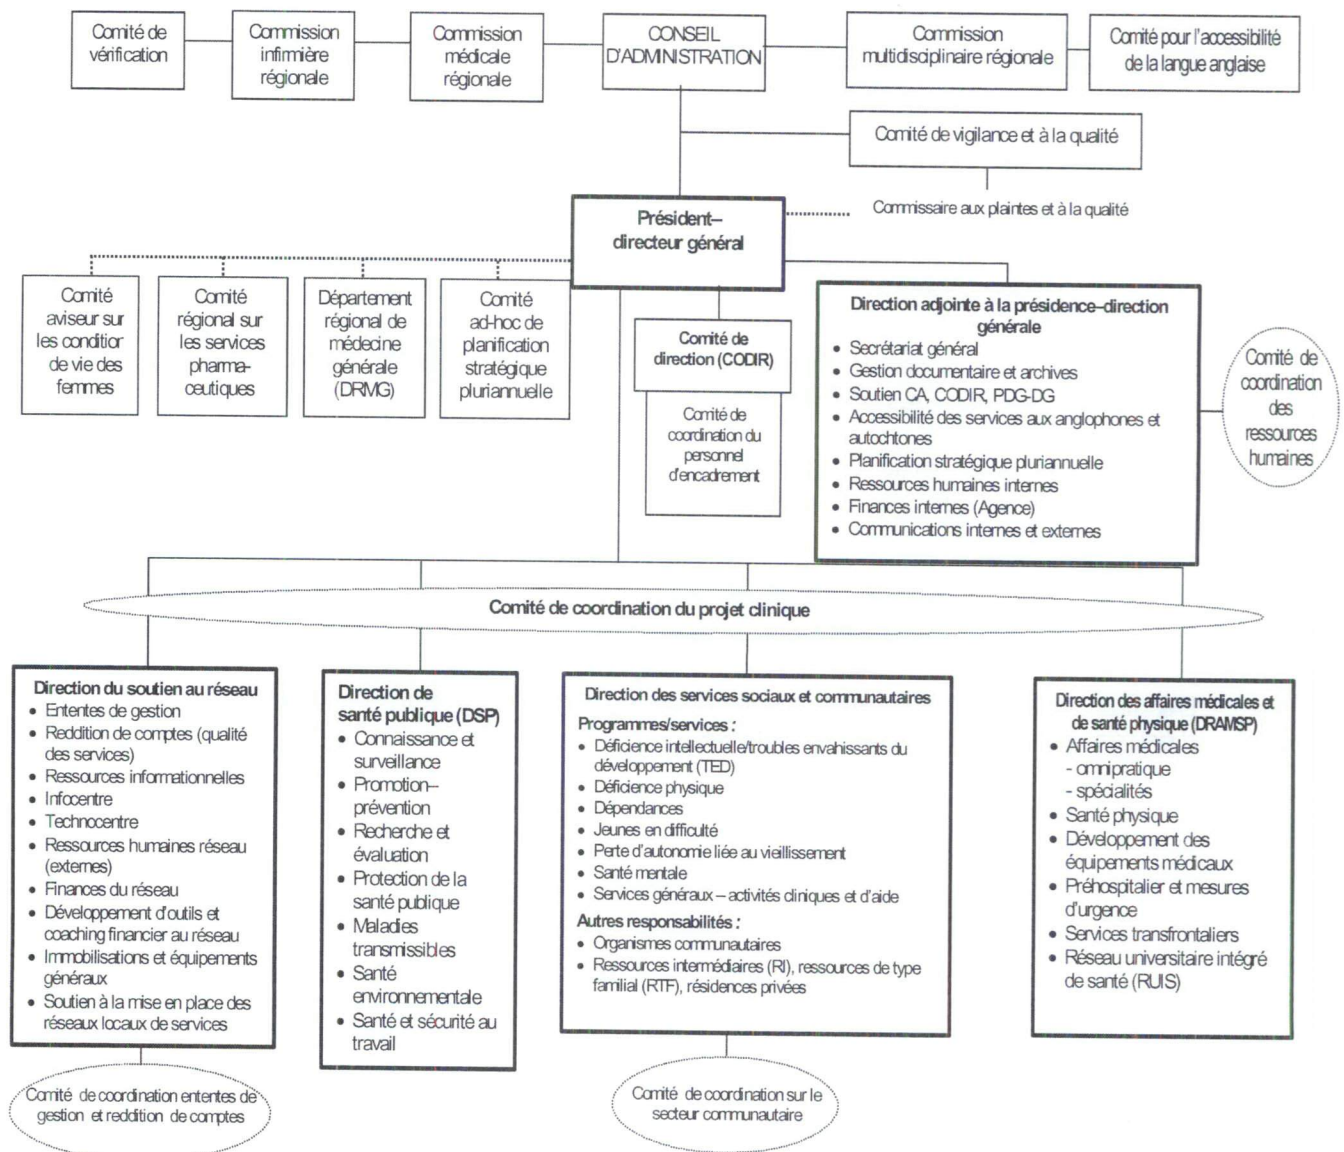 Comité de
vérification
Commission
infirmière
régionale
Commission
médicale
régionale
CONSEIL
D'ADMINISTRATION
Commission
multidisciplinaire régionale
Comité pour l'accessibilité
de la langue anglaise
Comité de vigilance et à la qualité
Commissaire aux plaintes et à la qualité
Président–
directeur général
Comité
aviseur sur
les condition
de vie des
femmes
Comité
régional sur
les services
pharma-
ceutiques
Département
régional de
médecine
générale
(DRMG)
Comité
ad-hoc de
planification
stratégique
pluriannuelle
Comité de
direction (CODIR)
Comité de
coordination du
personnel
d'encadrement
Direction adjointe à la présidence–direction
générale
• Secrétariat général
• Gestion documentaire et archives
• Soutien CA, CODIR, PDG-DG
• Accessibilité des services aux anglophones et
autochtones
• Planification stratégique pluriannuelle
• Ressources humaines internes
• Finances internes (Agence)
• Communications internes et externes
Comité de
coordination
des
ressources
humaines
Comité de coordination du projet clinique
Direction du soutien au réseau
• Ententes de gestion
• Reddition de comptes (qualité
des services)
• Ressources informationnelles
• Infocentre
• Technocentre
• Ressources humaines réseau
(externes)
• Finances du réseau
• Développement d'outils et
coaching financier au réseau
• Immobilisations et équipements
généraux
• Soutien à la mise en place des
réseaux locaux de services
Comité de coordination ententes de
gestion et reddition de comptes
Direction de
santé publique (DSP)
• Connaissance et
surveillance
• Promotion–
prévention
• Recherche et
évaluation
• Protection de la
santé publique
• Maladies
transmissibles
• Santé
environnementale
• Santé et sécurité au
travail
Direction des services sociaux et communautaires
Programmes/services :
• Déficience intellectuelle/troubles envahissants du
développement (TED)
• Déficience physique
• Dépendances
• Jeunes en difficulté
• Perte d'autonomie liée au vieillissement
• Santé mentale
• Services généraux – activités cliniques et d'aide
Autres responsabilités :
• Organismes communautaires
• Ressources intermédiaires (RI), ressources de type
familial (RTF), résidences privées
Comité de coordination sur le
secteur communautaire
Direction des affaires médicales et
de santé physique (DRAMSP)
• Affaires médicales
- omnipratique
- spécialités
• Santé physique
• Développement des
équipements médicaux
• Préhospitalier et mesures
d'urgence
• Services transfrontaliers
• Réseau universitaire intégré
de santé (RUIS)